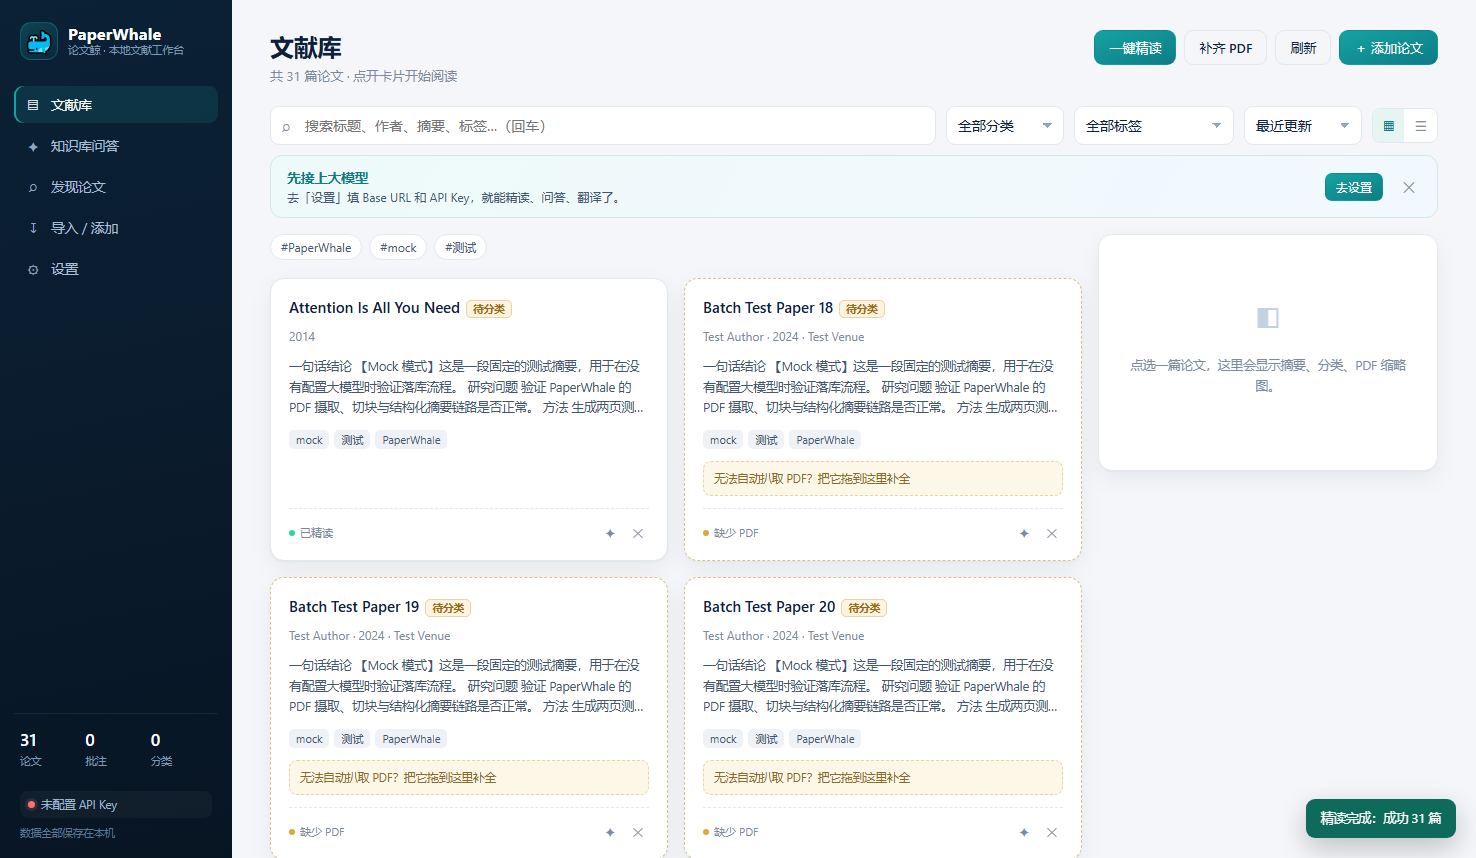 PaperWhale
论文鲸 · 本地文献工作台
文献库
知识库问答
发现论文
导入 / 添加
设置
31
论文
0
批注
0
分类
未配置 API Key
数据全部保存在本机
文献库
共 31 篇论文 · 点开卡片开始阅读
一键精读
补齐 PDF
刷新
+ 添加论文
搜索标题、作者、摘要、标签...（回车）
全部分类
全部标签
最近更新
先接上大模型
去「设置」填 Base URL 和 API Key，就能精读、问答、翻译了。
去设置
#PaperWhale
#mock
#测试
Attention Is All You Need 待分类
2014
一句话结论 【Mock 模式】这是一段固定的测试摘要，用于在没
有配置大模型时验证落库流程。 研究问题 验证 PaperWhale 的
PDF 摄取、切块与结构化摘要链路是否正常。 方法 生成两页测...
mock 测试 PaperWhale
已精读
Batch Test Paper 18 待分类
Test Author · 2024 · Test Venue
一句话结论 【Mock 模式】这是一段固定的测试摘要，用于在没
有配置大模型时验证落库流程。 研究问题 验证 PaperWhale 的
PDF 摄取、切块与结构化摘要链路是否正常。 方法 生成两页测...
mock 测试 PaperWhale
无法自动扒取 PDF？把它拖到这里补全
缺少 PDF
Batch Test Paper 19 待分类
Test Author · 2024 · Test Venue
一句话结论 【Mock 模式】这是一段固定的测试摘要，用于在没
有配置大模型时验证落库流程。 研究问题 验证 PaperWhale 的
PDF 摄取、切块与结构化摘要链路是否正常。 方法 生成两页测...
mock 测试 PaperWhale
无法自动扒取 PDF？把它拖到这里补全
缺少 PDF
Batch Test Paper 20 待分类
Test Author · 2024 · Test Venue
一句话结论 【Mock 模式】这是一段固定的测试摘要，用于在没
有配置大模型时验证落库流程。 研究问题 验证 PaperWhale 的
PDF 摄取、切块与结构化摘要链路是否正常。 方法 生成两页测...
mock 测试 PaperWhale
无法自动扒取 PDF？把它拖到这里补全
缺少 PDF
点选一篇论文，这里会显示摘要、分类、PDF 缩略
图。
精读完成：成功 31 篇